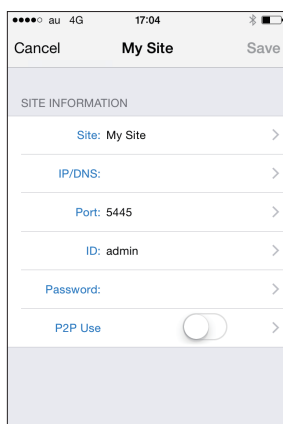 au 4G 17:04
Cancel My Site Save
SITE INFORMATION
Site: My Site
IP/DNS:
Port: 5445
ID: admin
Password:
P2P Use